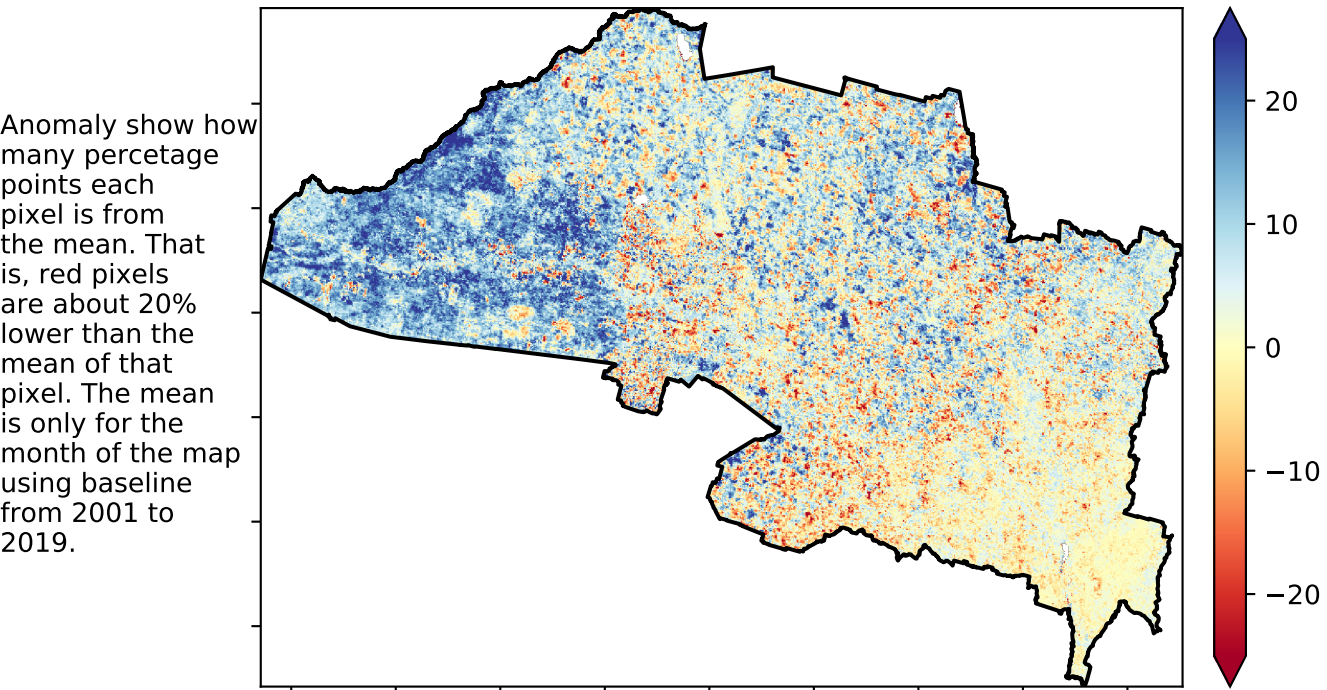 Anomaly show how
many percetage
points each
pixel is from
the mean. That
is, red pixels
are about 20%
lower than the
mean of that
pixel. The mean
is only for the
month of the map
using baseline
from 2001 to
2019.
20
10
0
−10
−20